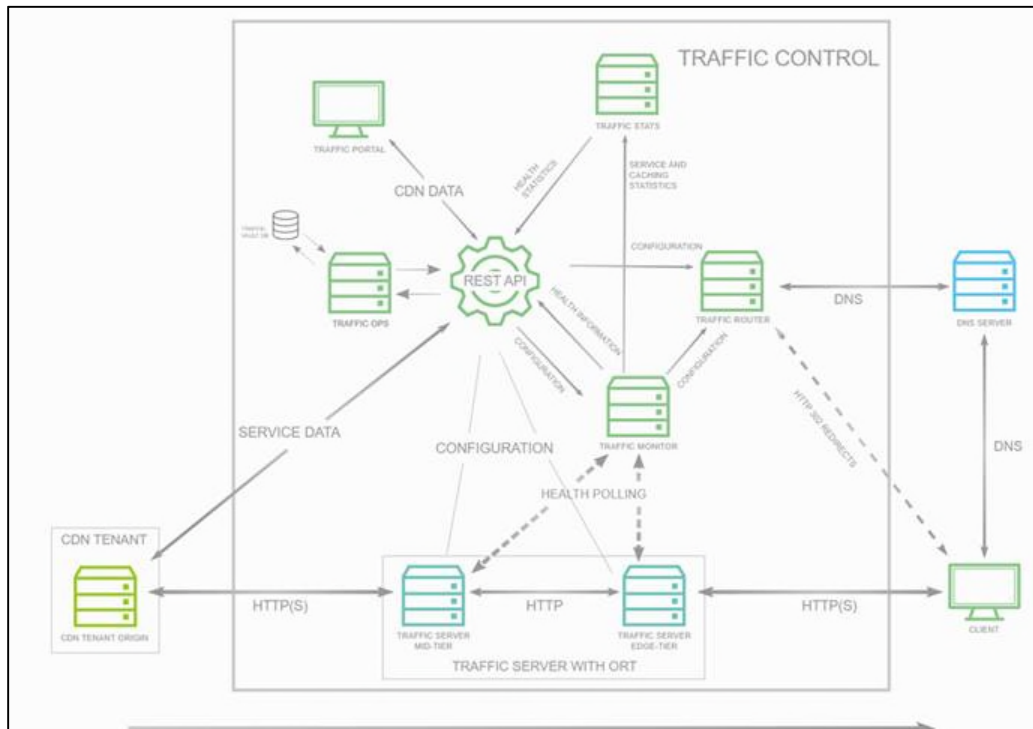 TRAFFIC CONTROL
TRAFFIC PORTAL
TRAFFIC STATS
CDN DATA
HEALTH
STATISTICS
SERVICE AND
CACHING
STATISTICS
TRAFFIC
VAULT DB
TRAFFIC OPS
REST API
CONFIGURATION
TRAFFIC ROUTER
DNS
DNS SERVER
HEALTH INFORMATION
CONFIGURATION
CONFIGURATION
TRAFFIC MONITOR
HTTP 302 REDIRECTS
DNS
SERVICE DATA
CONFIGURATION
HEALTH POLLING
CDN TENANT
CDN TENANT ORIGIN
HTTP(S)
TRAFFIC SERVER
MID-TIER
HTTP
TRAFFIC SERVER
EDGE-TIER
HTTP(S)
CLIENT
TRAFFIC SERVER WITH ORT